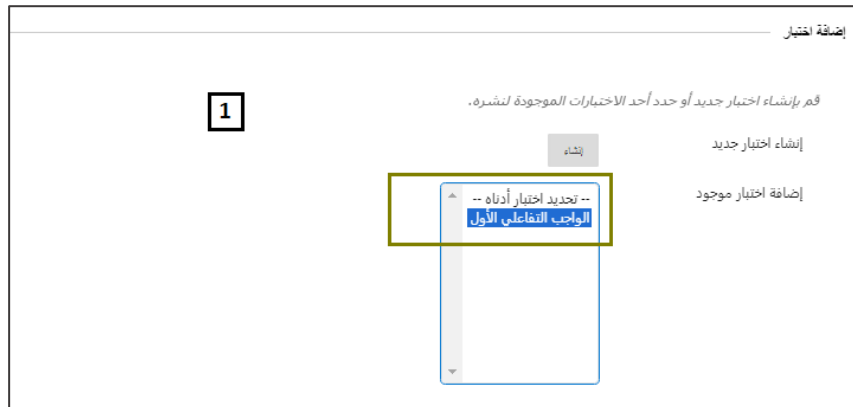 إضافة اختبار
قم بإنشاء اختبار جديد أو حدد أحد الاختبارات الموجودة لنشره.
1
إنشاء اختبار جديد
إنشاء
إضافة اختبار موجود
-- تحديد اختبار أدناه --
الواجب التفاعلي الأول